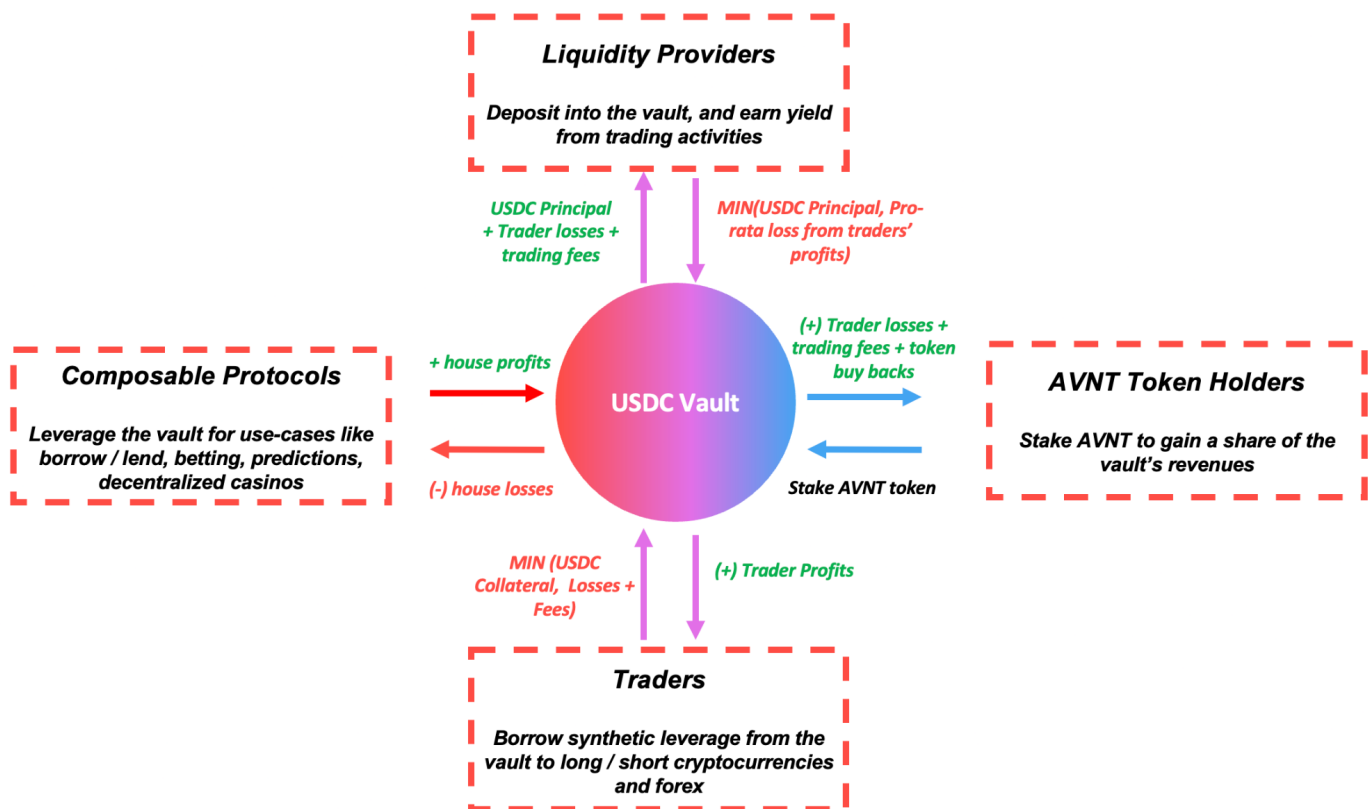 Liquidity Providers
Deposit into the vault, and earn yield
from trading activities
USDC Principal
+ Trader losses +
trading fees
MIN(USDC Principal, Pro-
rata loss from traders’
profits)
Composable Protocols
Leverage the vault for use-cases like
borrow / lend, betting, predictions,
decentralized casinos
+ house profits
(-) house losses
USDC Vault
(+) Trader losses +
trading fees + token
buy backs
Stake AVNT token
AVNT Token Holders
Stake AVNT to gain a share of the
vault’s revenues
MIN (USDC
Collateral, Losses +
Fees)
(+) Trader Profits
Traders
Borrow synthetic leverage from the
vault to long / short cryptocurrencies
and forex